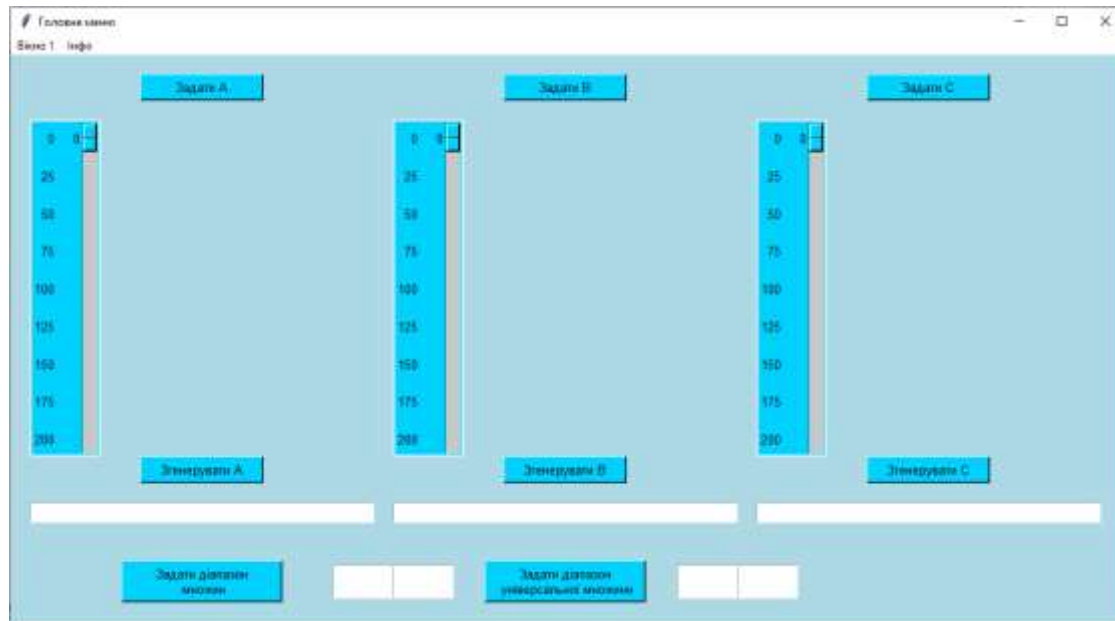 Головне меню
Вікно 1 Інфо
Задати А Задати В Задати С
0 0 0 0 0 0
25 25 25
50 50 50
75 75 75
100 100 100
125 125 125
150 150 150
175 175 175
200 200 200
Згенерувати А Згенерувати В Згенерувати С
Задати діапазон Задати діапазон
множин універсальної множини